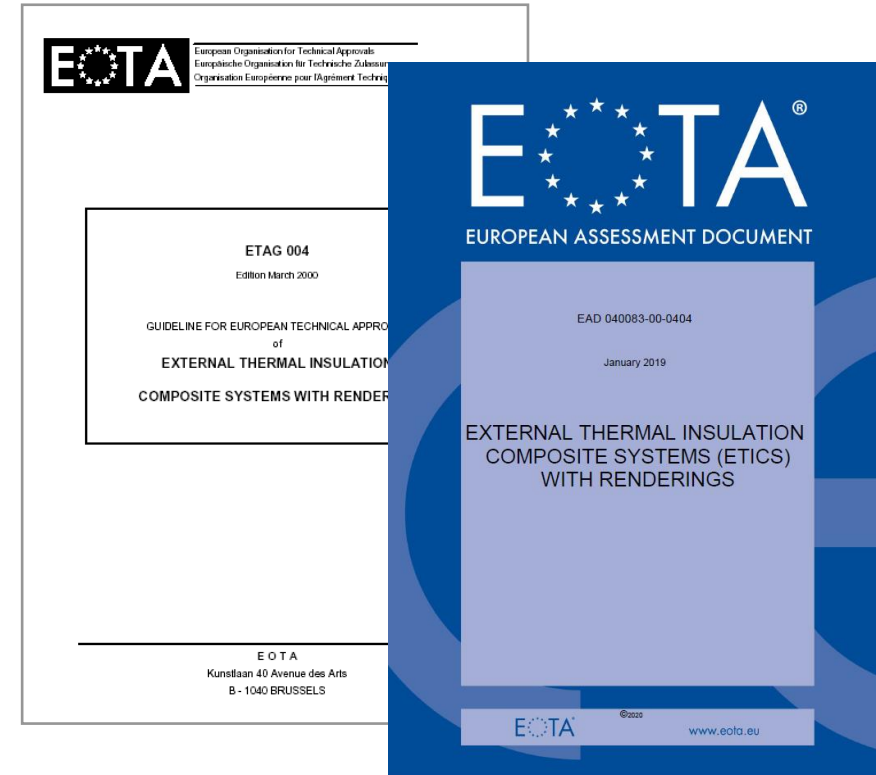 EOTA
European Organisation for Technical Approvals
Europäische Organisation für Technische
Organisation Européenne pour l'Agrément
ETAG 004
Edition March 2000
GUIDELINE FOR EUROPEAN TECHNICAL
of
EXTERNAL THERMAL INSULATION
COMPOSITE SYSTEMS WITH
E O T A
Kunstlaan 40 Avenue des Arts
B - 1040 BRUSSELS
EOTA®
EUROPEAN ASSESSMENT DOCUMENT
EAD 040083-00-0404
January 2019
EXTERNAL THERMAL INSULATION
COMPOSITE SYSTEMS (ETICS)
WITH RENDERINGS
©2020
EOTA
www.eota.eu